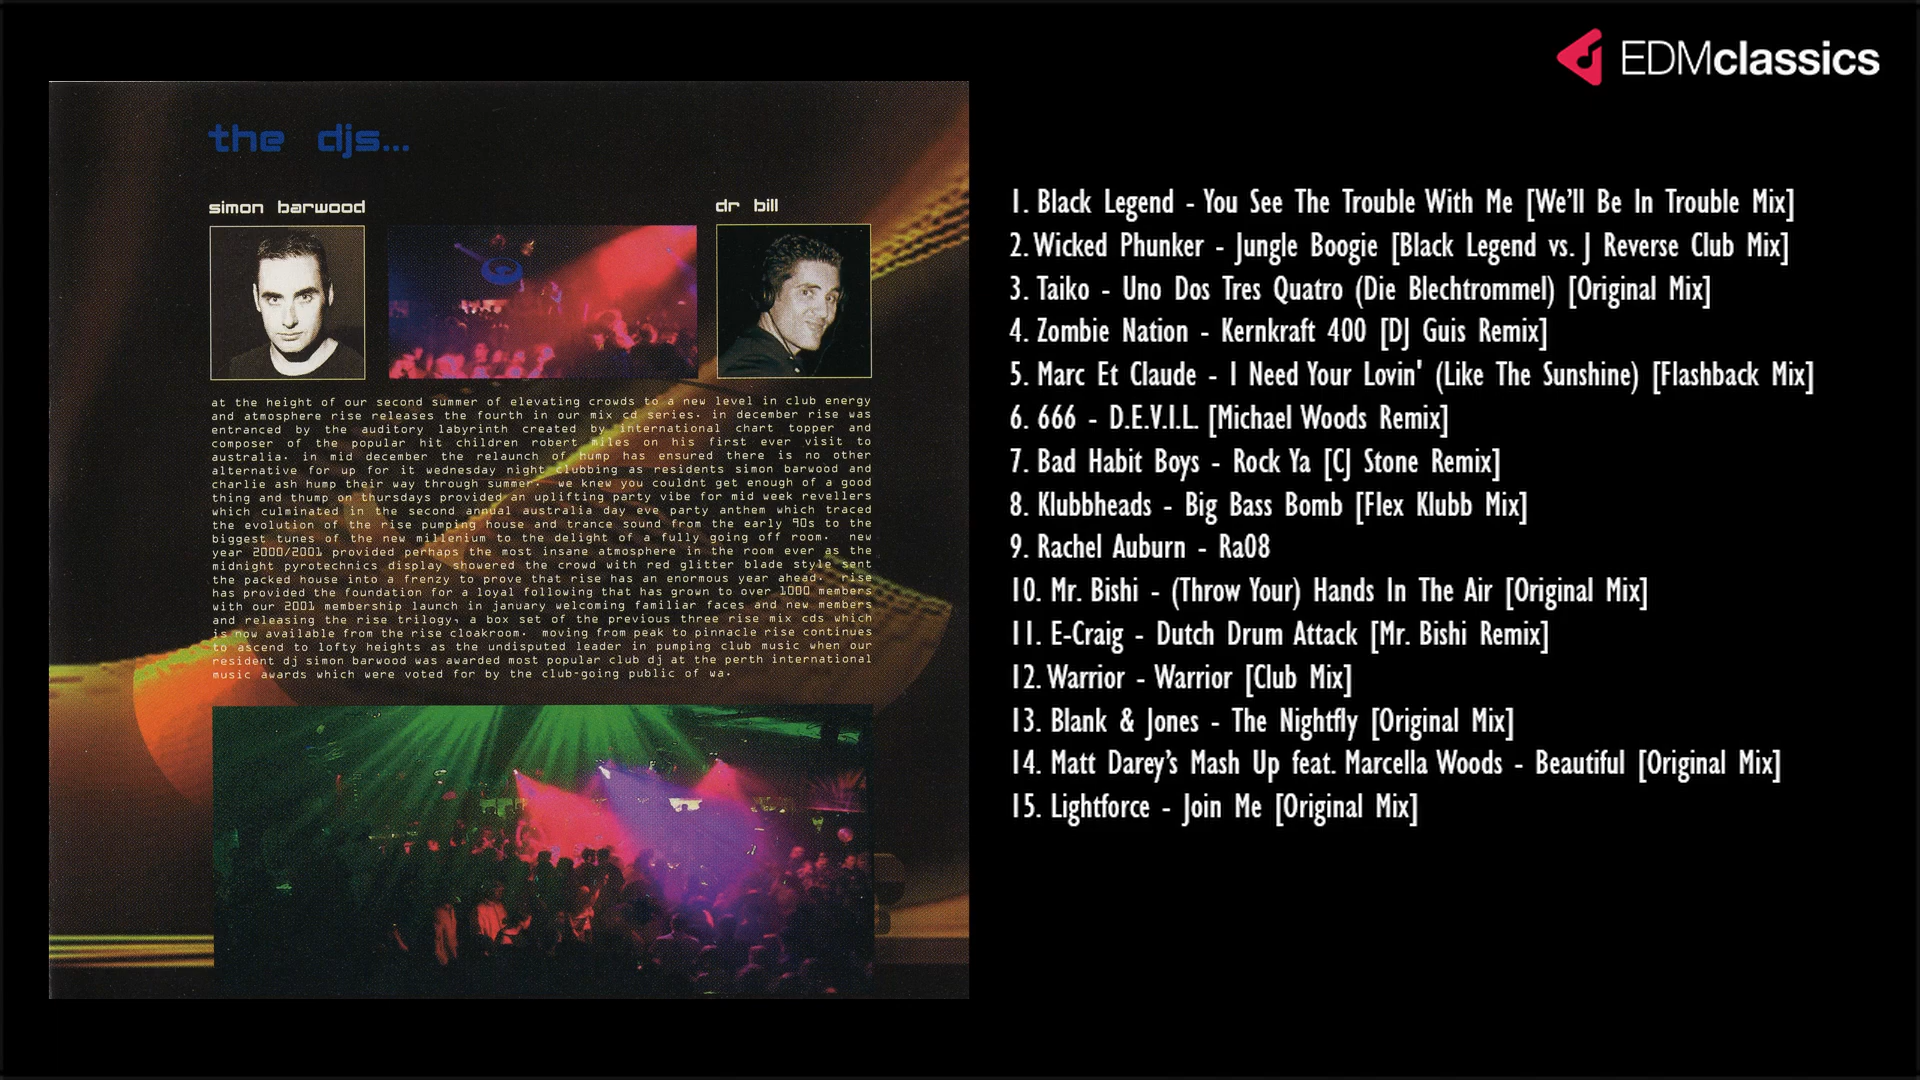 EDMclassics
the djs...
simon barwood
dr bill
at the height of our second summer of elevating crowds to a new level in club energy
and atmosphere rise releases the fourth in our mix cd series. in december rise was
entranced by the auditory labyrinth created by international chart topper and
composer of the popular hit children robert miles on his first ever visit to
australia. in mid december the relaunch of hump has ensured there is no other
alternative for up for it wednesday night clubbing as residents simon barwood and
charlie ash hump their way through summer. we knew you couldnt get enough of a good
thing and thump on thursdays provided an uplifting party vibe for mid week revellers
which culminated in the second annual australia day eve party anthem which traced
the evolution of the rise pumping house and trance sound from the early 90s to the
biggest tunes of the new millenium to the delight of a fully going off room. new
year 2000/2001 provided perhaps the most insane atmosphere in the room ever as the
midnight pyrotechnics display showered the crowd with red glitter blade style sent
the packed house into a frenzy to prove that rise has an enormous year ahead. rise
has provided the foundation for a loyal following that has grown to over 1000 members
with our 2001 membership launch in january welcoming familiar faces and new members
and releasing the rise trilogy, a box set of the previous three rise mix cds which
is now available from the rise cloakroom. moving from peak to pinnacle rise continues
to ascend to lofty heights as the undisputed leader in pumping club music when our
resident dj simon barwood was awarded most popular club dj at the perth international
music awards which were voted for by the club-going public of wa.
1. Black Legend - You See The Trouble With Me [We'll Be In Trouble Mix]
2. Wicked Phunker - Jungle Boogie [Black Legend vs. J Reverse Club Mix]
3. Taiko - Uno Dos Tres Quatro (Die Blechtrommel) [Original Mix]
4. Zombie Nation - Kernkraft 400 [DJ Guis Remix]
5. Marc Et Claude - I Need Your Lovin' (Like The Sunshine) [Flashback Mix]
6. 666 - D.E.V.I.L. [Michael Woods Remix]
7. Bad Habit Boys - Rock Ya [CJ Stone Remix]
8. Klubbheads - Big Bass Bomb [Flex Klubb Mix]
9. Rachel Auburn - Ra08
10. Mr. Bishi - (Throw Your) Hands In The Air [Original Mix]
11. E-Craig - Dutch Drum Attack [Mr. Bishi Remix]
12. Warrior - Warrior [Club Mix]
13. Blank & Jones - The Nightfly [Original Mix]
14. Matt Darey's Mash Up feat. Marcella Woods - Beautiful [Original Mix]
15. Lightforce - Join Me [Original Mix]